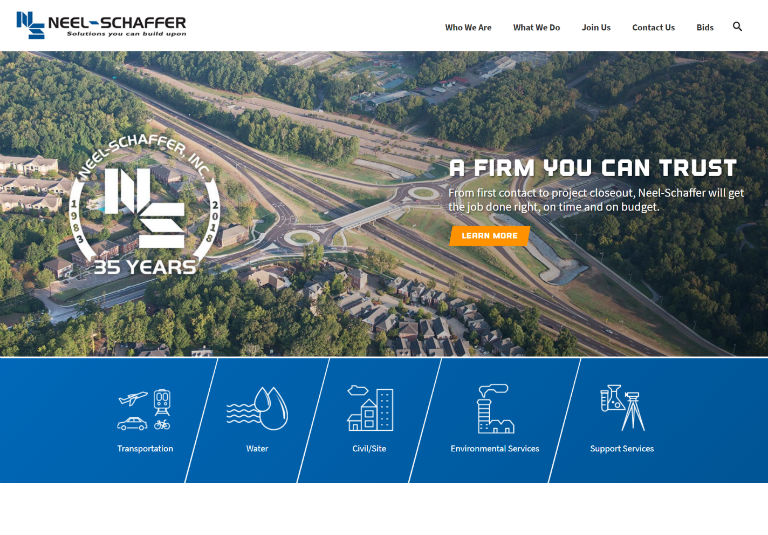 NEEL-SCHAFFER
Solutions you can build upon
Who We Are
What We Do
Join Us
Contact Us
Bids
NEEL-SCHAFFER, INC.
1983
2018
35 YEARS
A FIRM YOU CAN TRUST
From first contact to project closeout, Neel-Schaffer will get
the job done right, on time and on budget.
LEARN MORE
Transportation
Water
Civil/Site
Environmental Services
Support Services